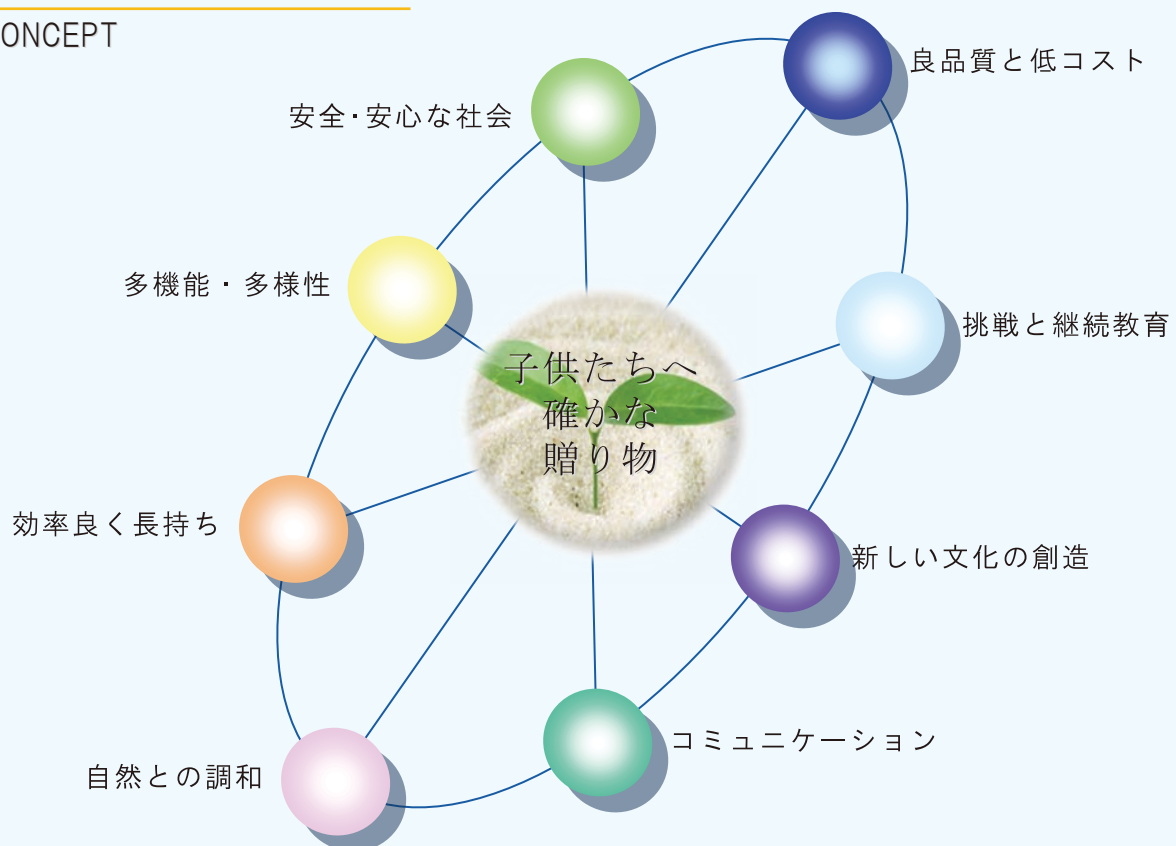 ONCEPT
良品質と低コスト
安全・安心な社会
多機能・多様性
挑戦と継続教育
子供たちへ
確かな
贈り物
効率良く長持ち
新しい文化の創造
コミュニケーション
自然との調和